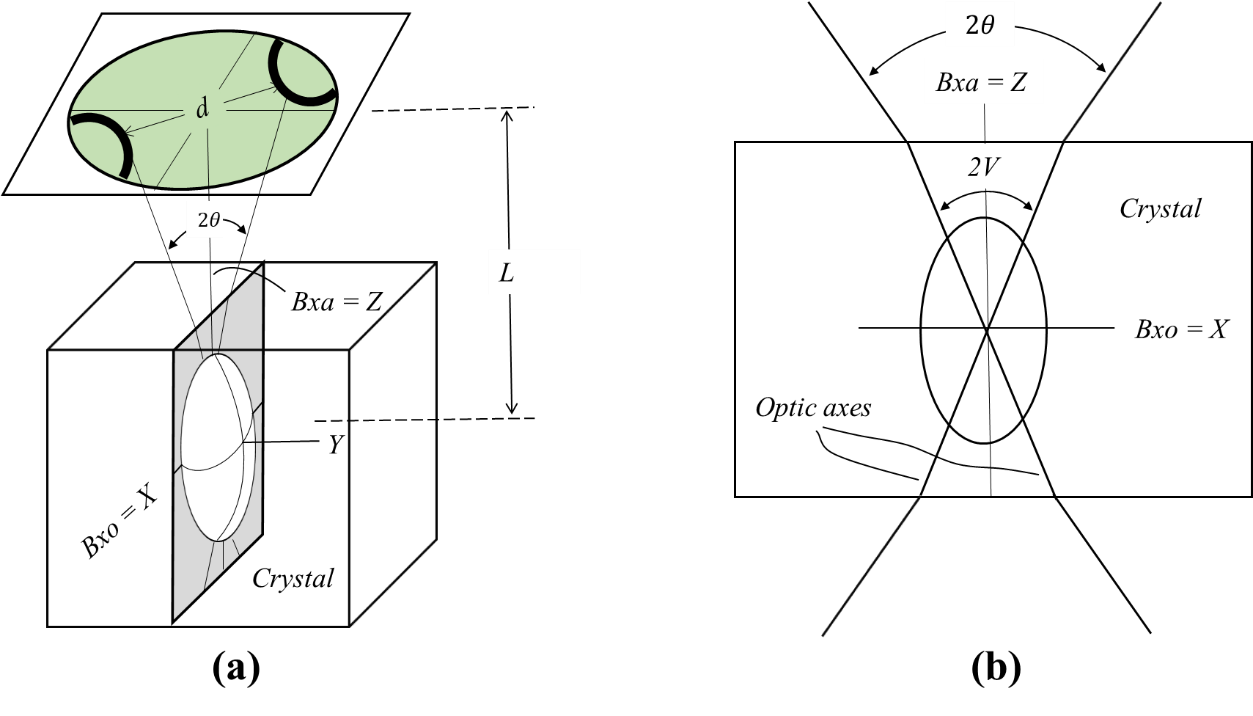 d
2θ
L
Bxa = Z
Y
Bxo = X
Crystal
(a)
2θ
Bxa = Z
2V
Crystal
Bxo = X
Optic axes
(b)